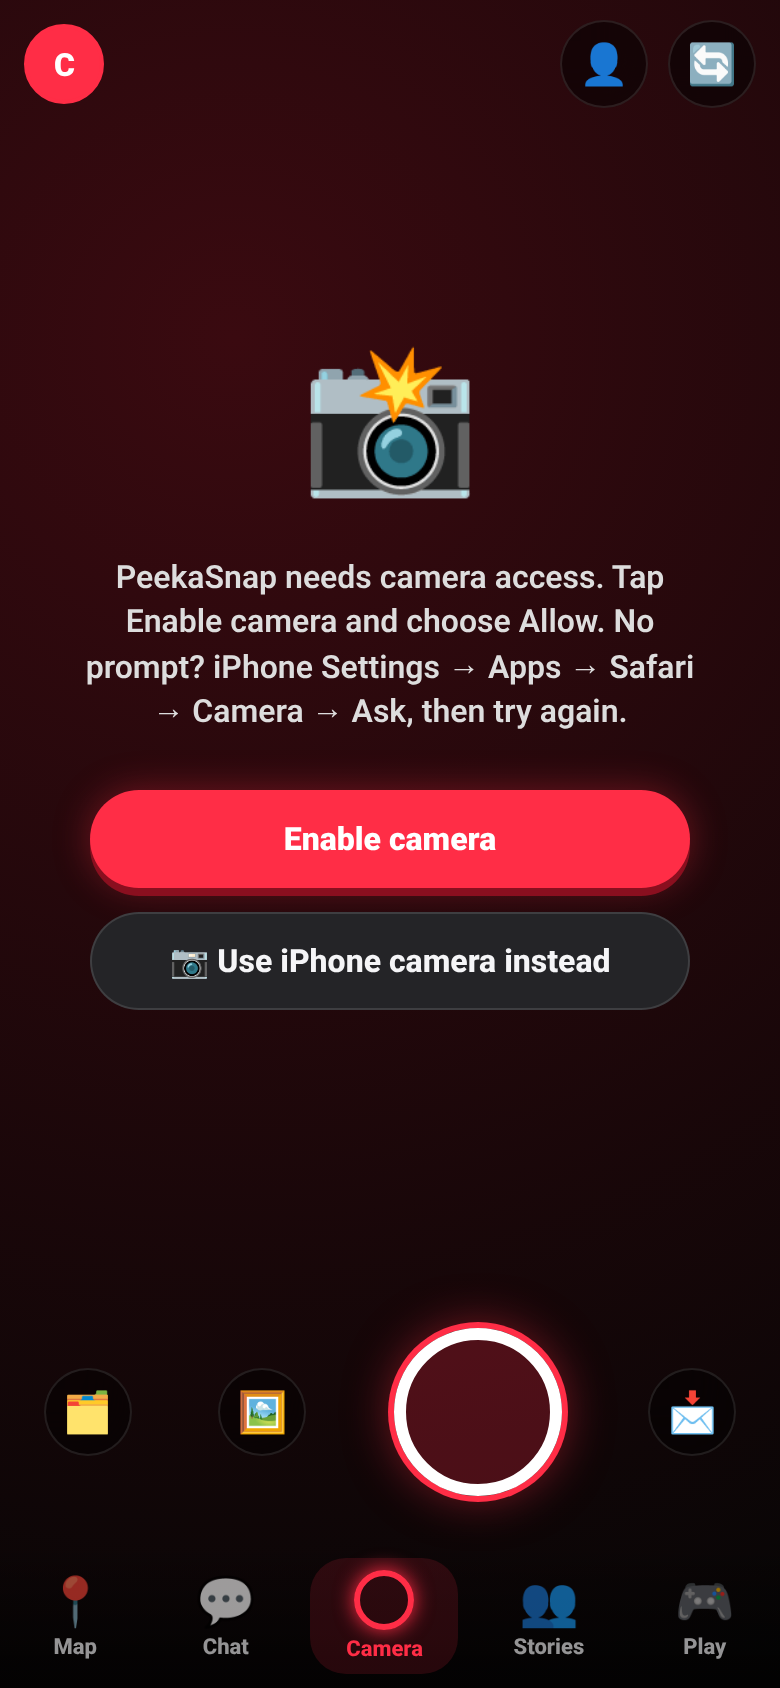 C
PeekaSnap needs camera access. Tap
Enable camera and choose Allow. No
prompt? iPhone Settings → Apps → Safari
→ Camera → Ask, then try again.
Enable camera
Use iPhone camera instead
Map
Chat
Camera
Stories
Play